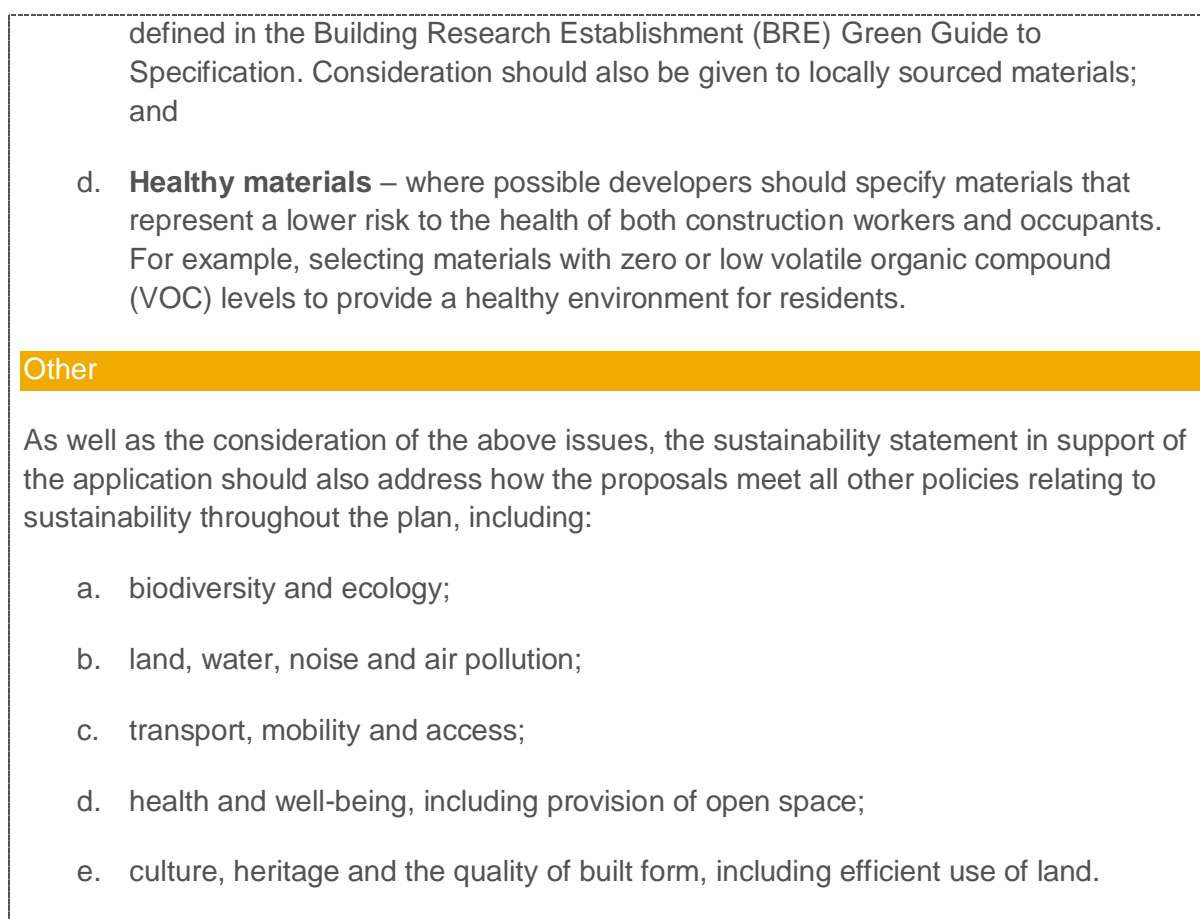 defined in the Building Research Establishment (BRE) Green Guide to
Specification. Consideration should also be given to locally sourced materials;
and
d. Healthy materials – where possible developers should specify materials that
represent a lower risk to the health of both construction workers and occupants.
For example, selecting materials with zero or low volatile organic compound
(VOC) levels to provide a healthy environment for residents.
Other
As well as the consideration of the above issues, the sustainability statement in support of
the application should also address how the proposals meet all other policies relating to
sustainability throughout the plan, including:
a. biodiversity and ecology;
b. land, water, noise and air pollution;
c. transport, mobility and access;
d. health and well-being, including provision of open space;
e. culture, heritage and the quality of built form, including efficient use of land.